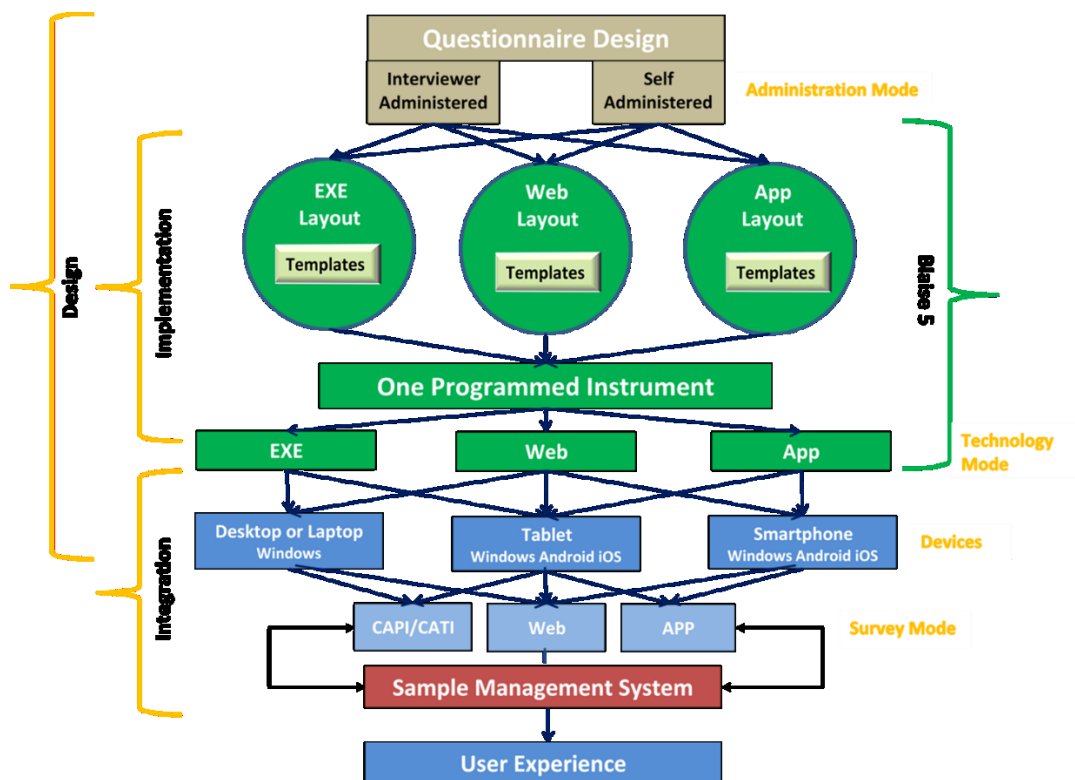 Questionnaire Design
Interviewer
Administered
Self
Administered
Administration Mode
EXE
Layout
Templates
Web
Layout
Templates
App
Layout
Templates
Design
Implementation
Blaise 5
One Programmed Instrument
EXE
Web
App
Technology
Mode
Desktop or Laptop
Windows
Tablet
Windows Android iOS
Smartphone
Windows Android iOS
Devices
Integration
CAPI/CATI
Web
APP
Survey Mode
Sample Management System
User Experience